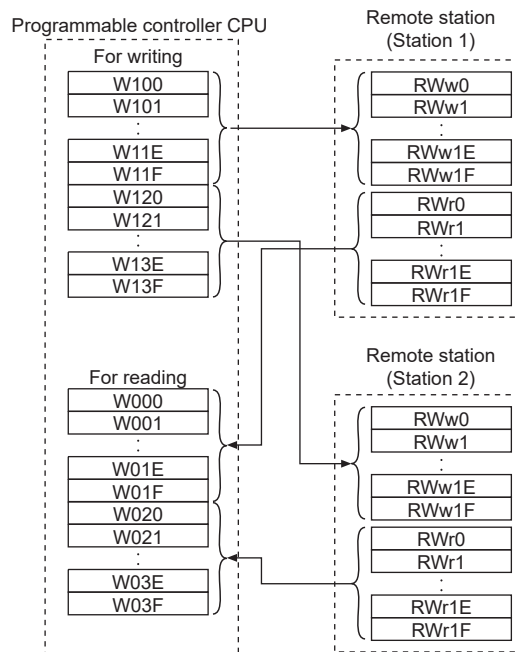 Programmable controller CPU
For writing
W100
W101
⋮
W11E
W11F
W120
W121
⋮
W13E
W13F
For reading
W000
W001
⋮
W01E
W01F
W020
W021
⋮
W03E
W03F
Remote station
(Station 1)
RWw0
RWw1
⋮
RWw1E
RWw1F
RWr0
RWr1
⋮
RWr1E
RWr1F
Remote station
(Station 2)
RWw0
RWw1
⋮
RWw1E
RWw1F
RWr0
RWr1
⋮
RWr1E
RWr1F